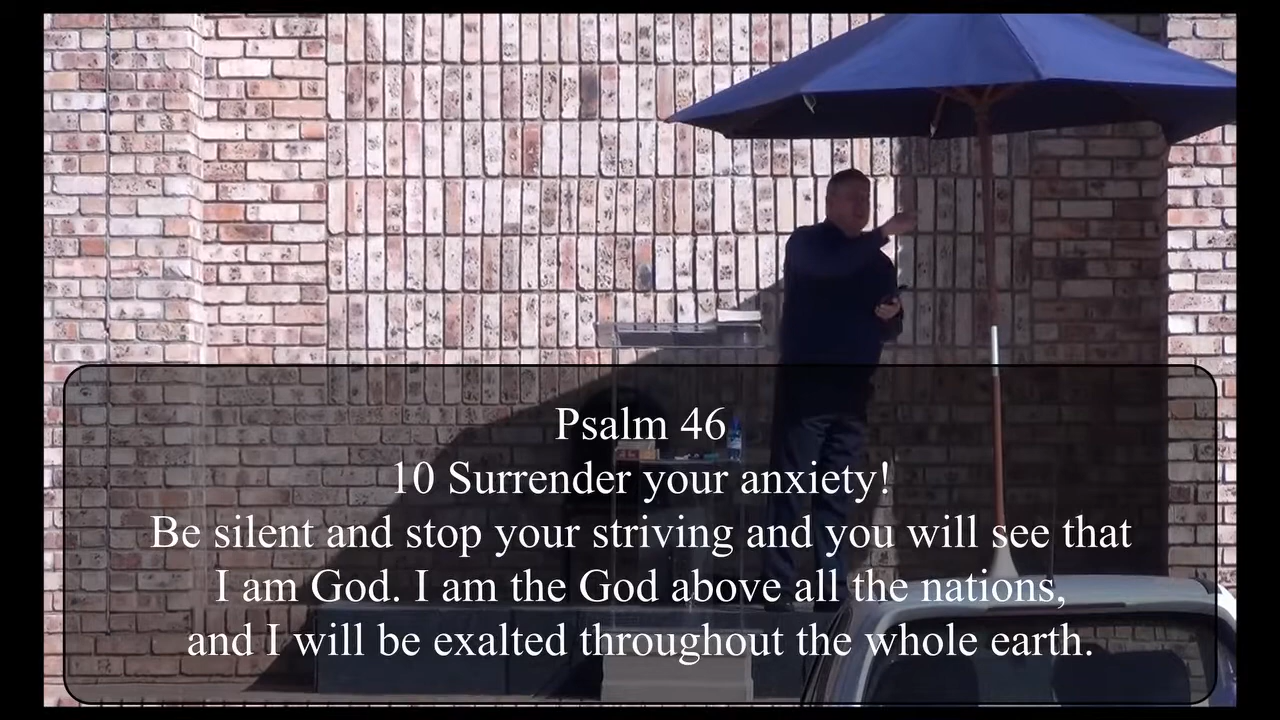 Psalm 46
10 Surrender your anxiety!
Be silent and stop your striving and you will see that
I am God. I am the God above all the nations,
and I will be exalted throughout the whole earth.